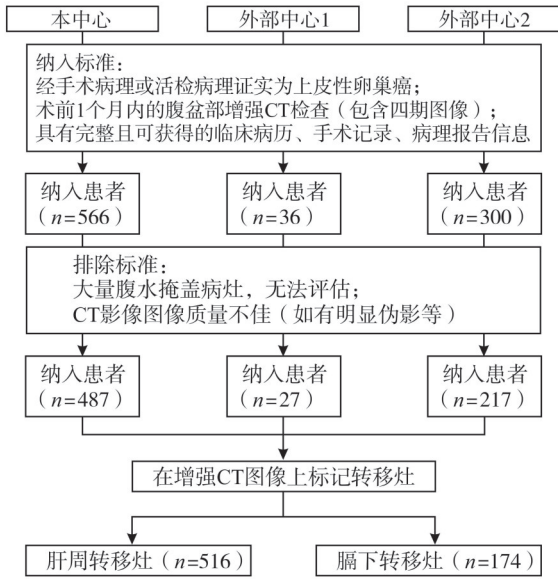 本中心
外部中心1
外部中心2
纳入标准：
经手术病理或活检病理证实为上皮性卵巢癌；
术前1个月内的腹盆部增强CT检查（包含四期图像）；
具有完整且可获得的临床病历、手术记录、病理报告信息
纳入患者
（n=566）
纳入患者
（n=36）
纳入患者
（n=300）
排除标准：
大量腹水掩盖病灶，无法评估；
CT影像图像质量不佳（如有明显伪影等）
纳入患者
（n=487）
纳入患者
（n=27）
纳入患者
（n=217）
在增强CT图像上标记转移灶
肝周转移灶（n=516）
膈下转移灶（n=174）